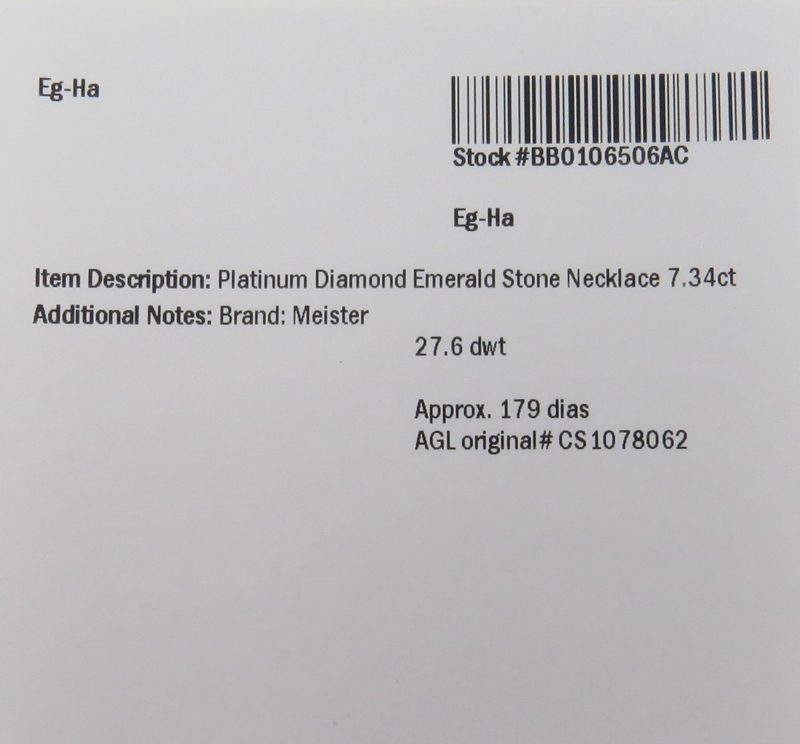 Eg-Ha
Stock #BB0106506AC
Eg-Ha
Item Description: Platinum Diamond Emerald Stone Necklace 7.34ct
Additional Notes: Brand: Meister
27.6 dwt
Approx. 179 dias
AGL original# CS1078062